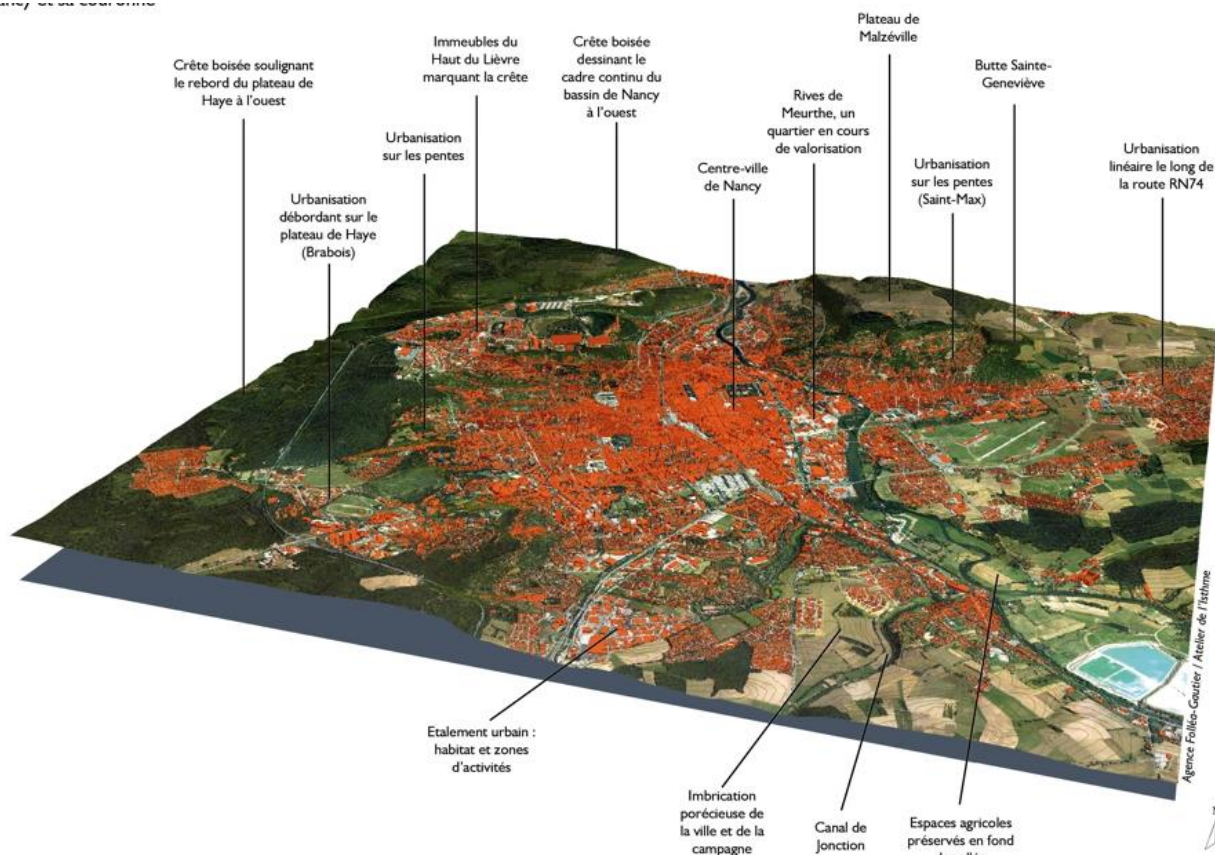 et sa couronne
Crête boisée soulignant
le rebord du plateau de
Haye à l'ouest
Immeubles du
Haut du Lièvre
marquant la crête
Crête boisée
dessinant le
cadre continu du
bassin de Nancy
à l'ouest
Plateau de
Malzéville
Butte Sainte-
Geneviève
Rives de
Meurthe, un
quartier en cours
de valorisation
Urbanisation
sur les pentes
Centre-ville
de Nancy
Urbanisation
sur les pentes
(Saint-Max)
Urbanisation
linéaire le long de
la route RN74
Urbanisation
débordant sur le
plateau de Haye
(Brabois)
Etalement urbain :
habitat et zones
d'activités
Imbrication
porécieuse de
la ville et de la
campagne
Canal de
Jonction
Espaces agricoles
préservés en fond
Agence Folléa-Gautier / Atelier de l'Isthme